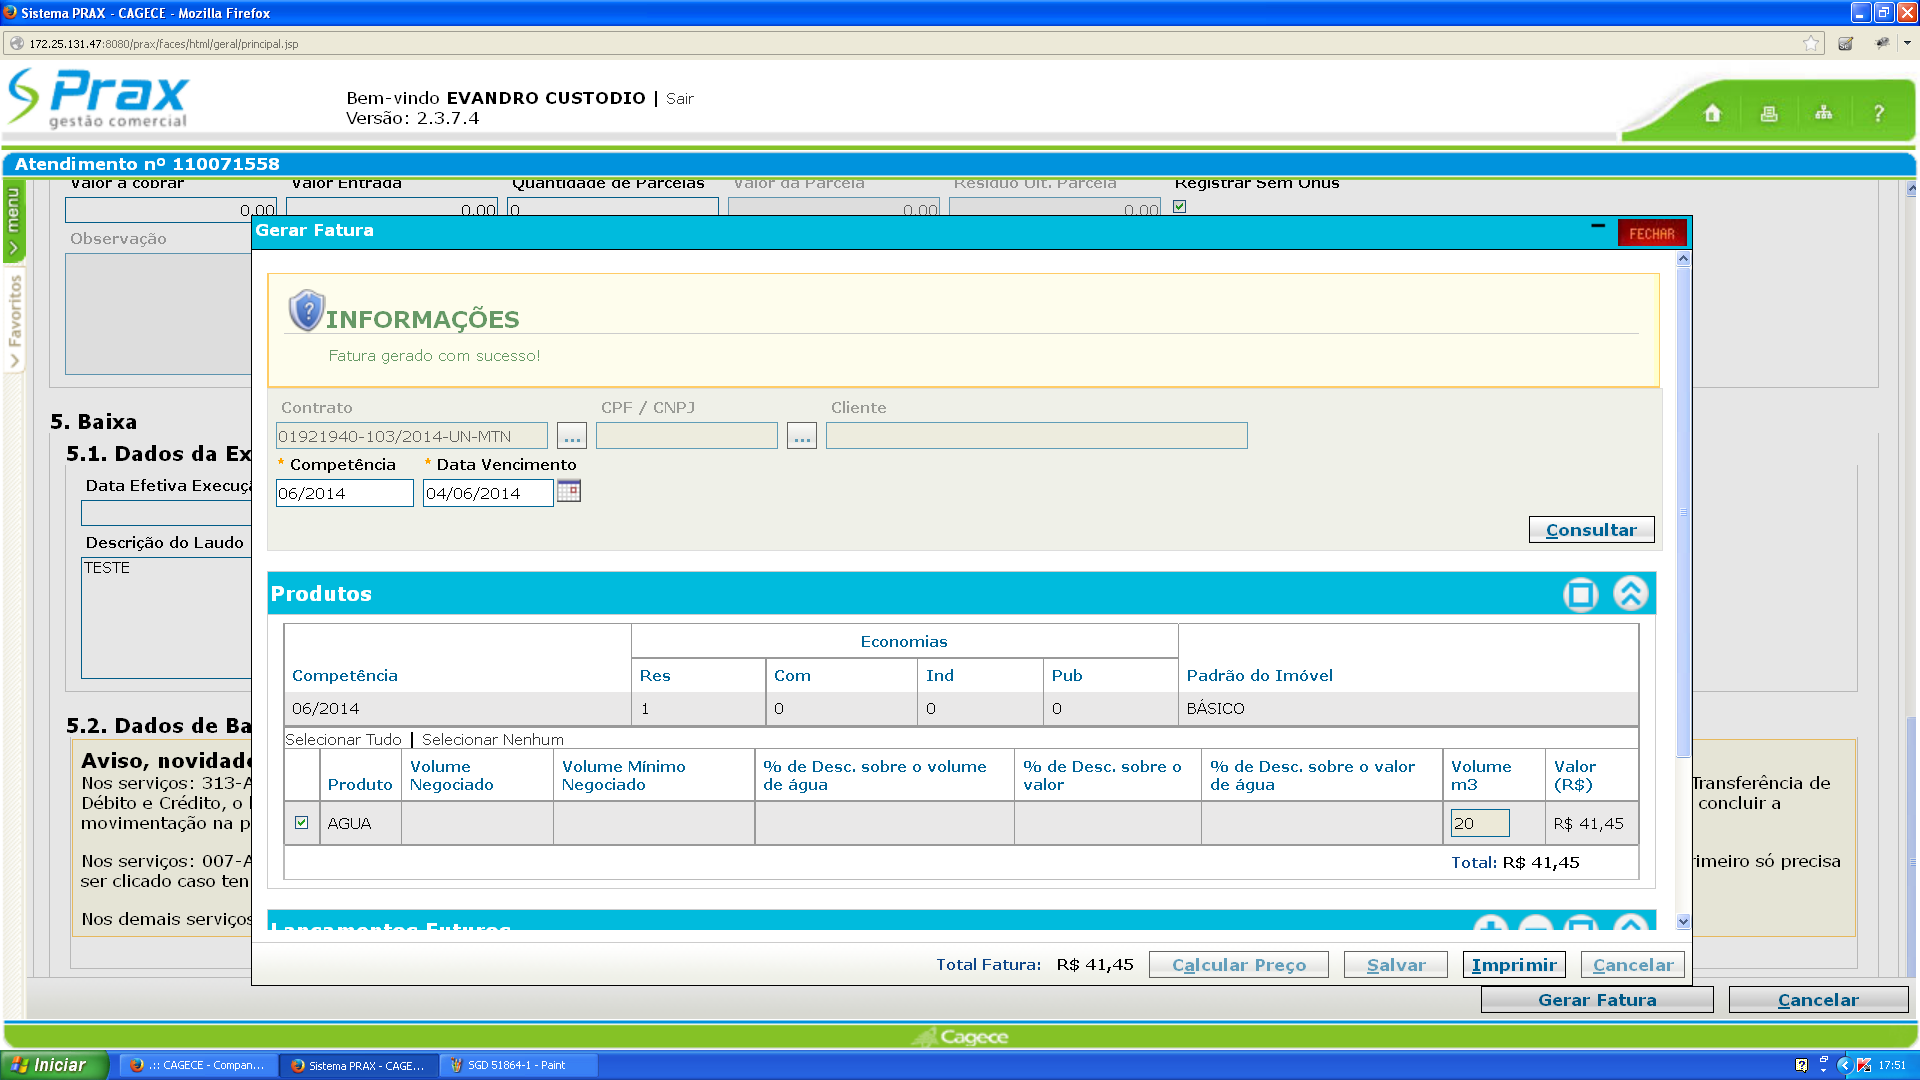 Sistema PRAX - CAGECE - Mozilla Firefox
172.25.131.47:8080/prax/faces/html/geral/principal.jsp
Prax
gestão comercial
Bem-vindo EVANDRO CUSTODIO | Sair
Versão: 2.3.7.4
?
Atendimento nº 110071558
menu
Favoritos
Valor a cobrar Valor Entrada Quantidade de Parcelas Valor da Parcela Resíduo Ult. Parcela Registrar Sem Ônus
0,00 0,00 0 0,00 0,00
Observação
Gerar Fatura
FECHAR
INFORMAÇÕES
Fatura gerado com sucesso!
Contrato CPF / CNPJ Cliente
01921940-103/2014-UN-MTN ... ...
* Competência * Data Vencimento
06/2014 04/06/2014
Consultar
5. Baixa
5.1. Dados da Ex
Data Efetiva Execuç
Descrição do Laudo
TESTE
Produtos
Economias
Competência Res Com Ind Pub Padrão do Imóvel
06/2014 1 0 0 0 BÁSICO
Selecionar Tudo | Selecionar Nenhum
Produto Volume Negociado Volume Mínimo Negociado % de Desc. sobre o volume de água % de Desc. sobre o valor % de Desc. sobre o valor de água Volume m3 Valor (R$)
AGUA 20 R$ 41,45
Total: R$ 41,45
Lançamentos Futuros
Total Fatura: R$ 41,45 Calcular Preço Salvar Imprimir Cancelar
5.2. Dados de Ba
Aviso, novidade
Nos serviços: 313-A Transferência de
Débito e Crédito, o concluir a
movimentação na p
Nos serviços: 007-A rimeiro só precisa
ser clicado caso ten
Nos demais serviços
Gerar Fatura Cancelar
Cagece
Iniciar
.:: CAGECE - Compan...
Sistema PRAX - CAGE...
SGD 51864-1 - Paint
17:51